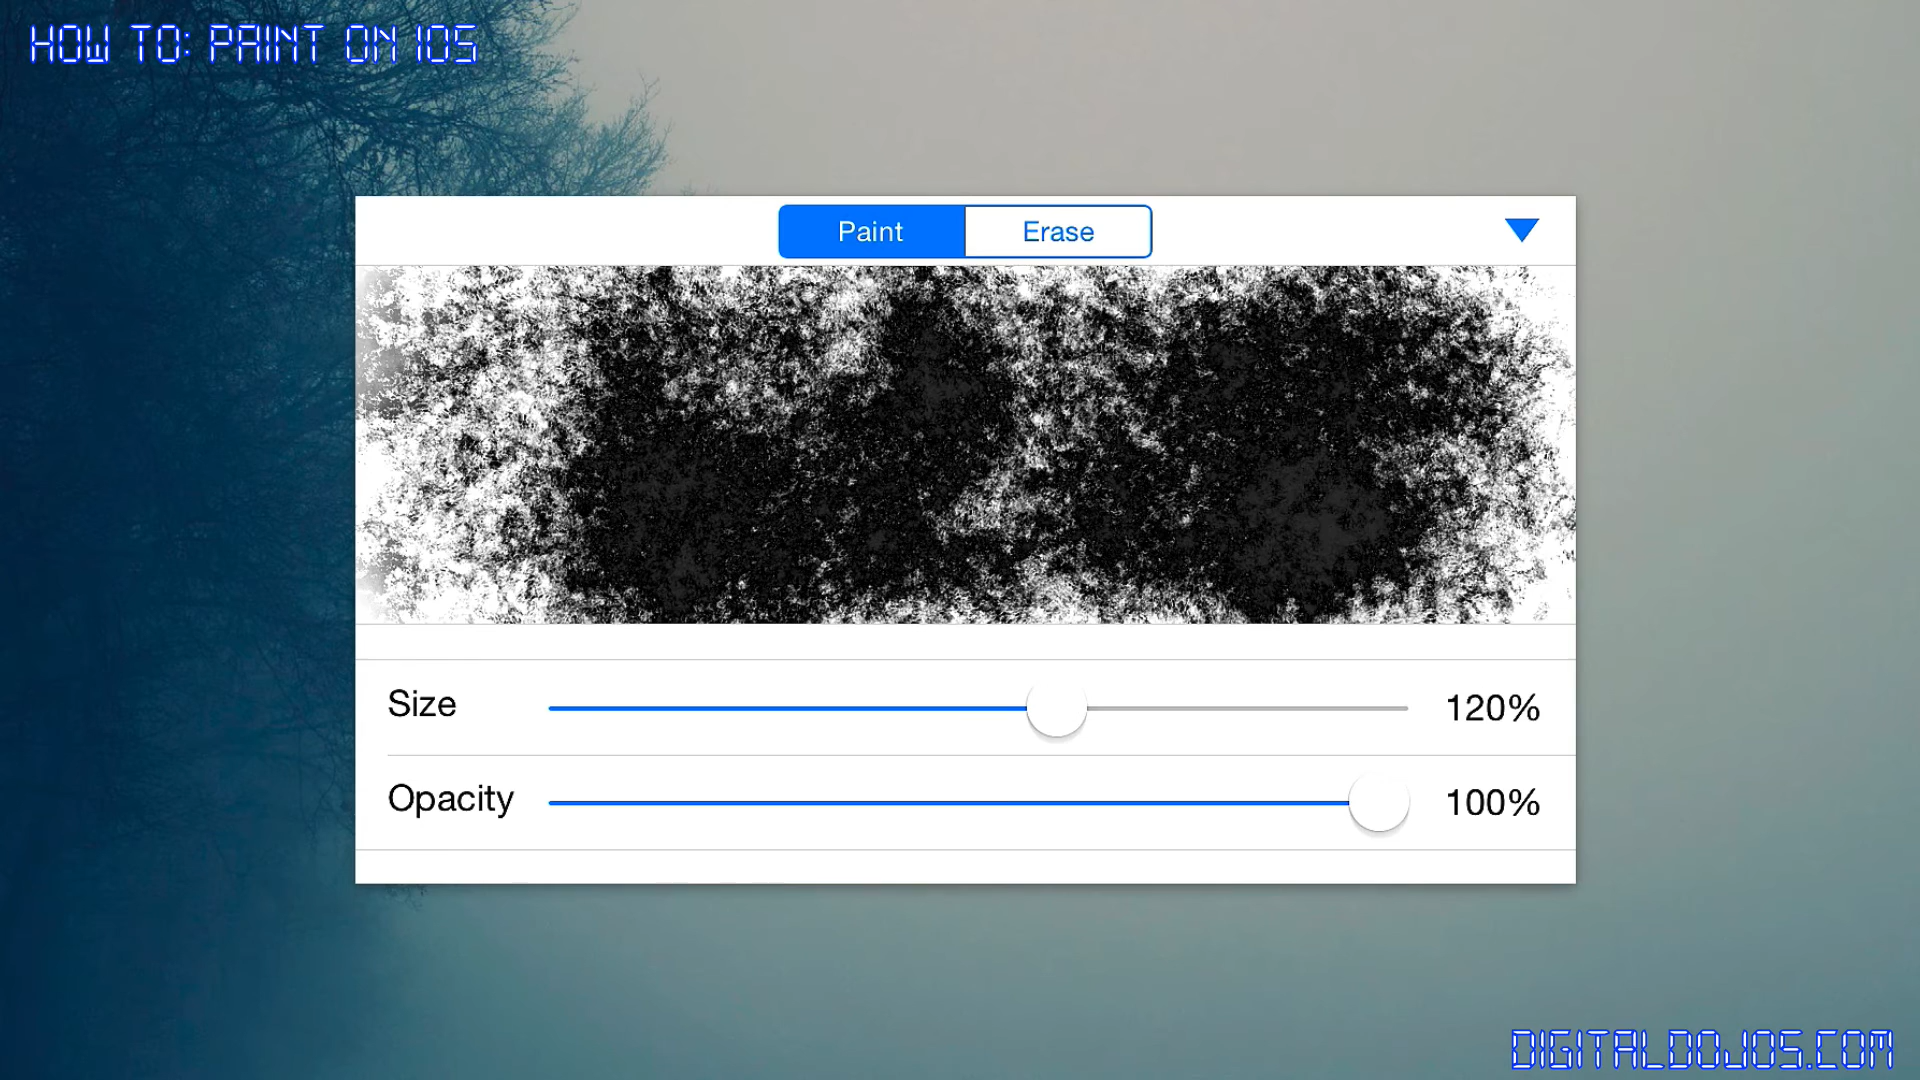 HOW TO: PAINT ON IOS
Paint Erase
Size 120%
Opacity 100%
DIGITALDOJOS.COM